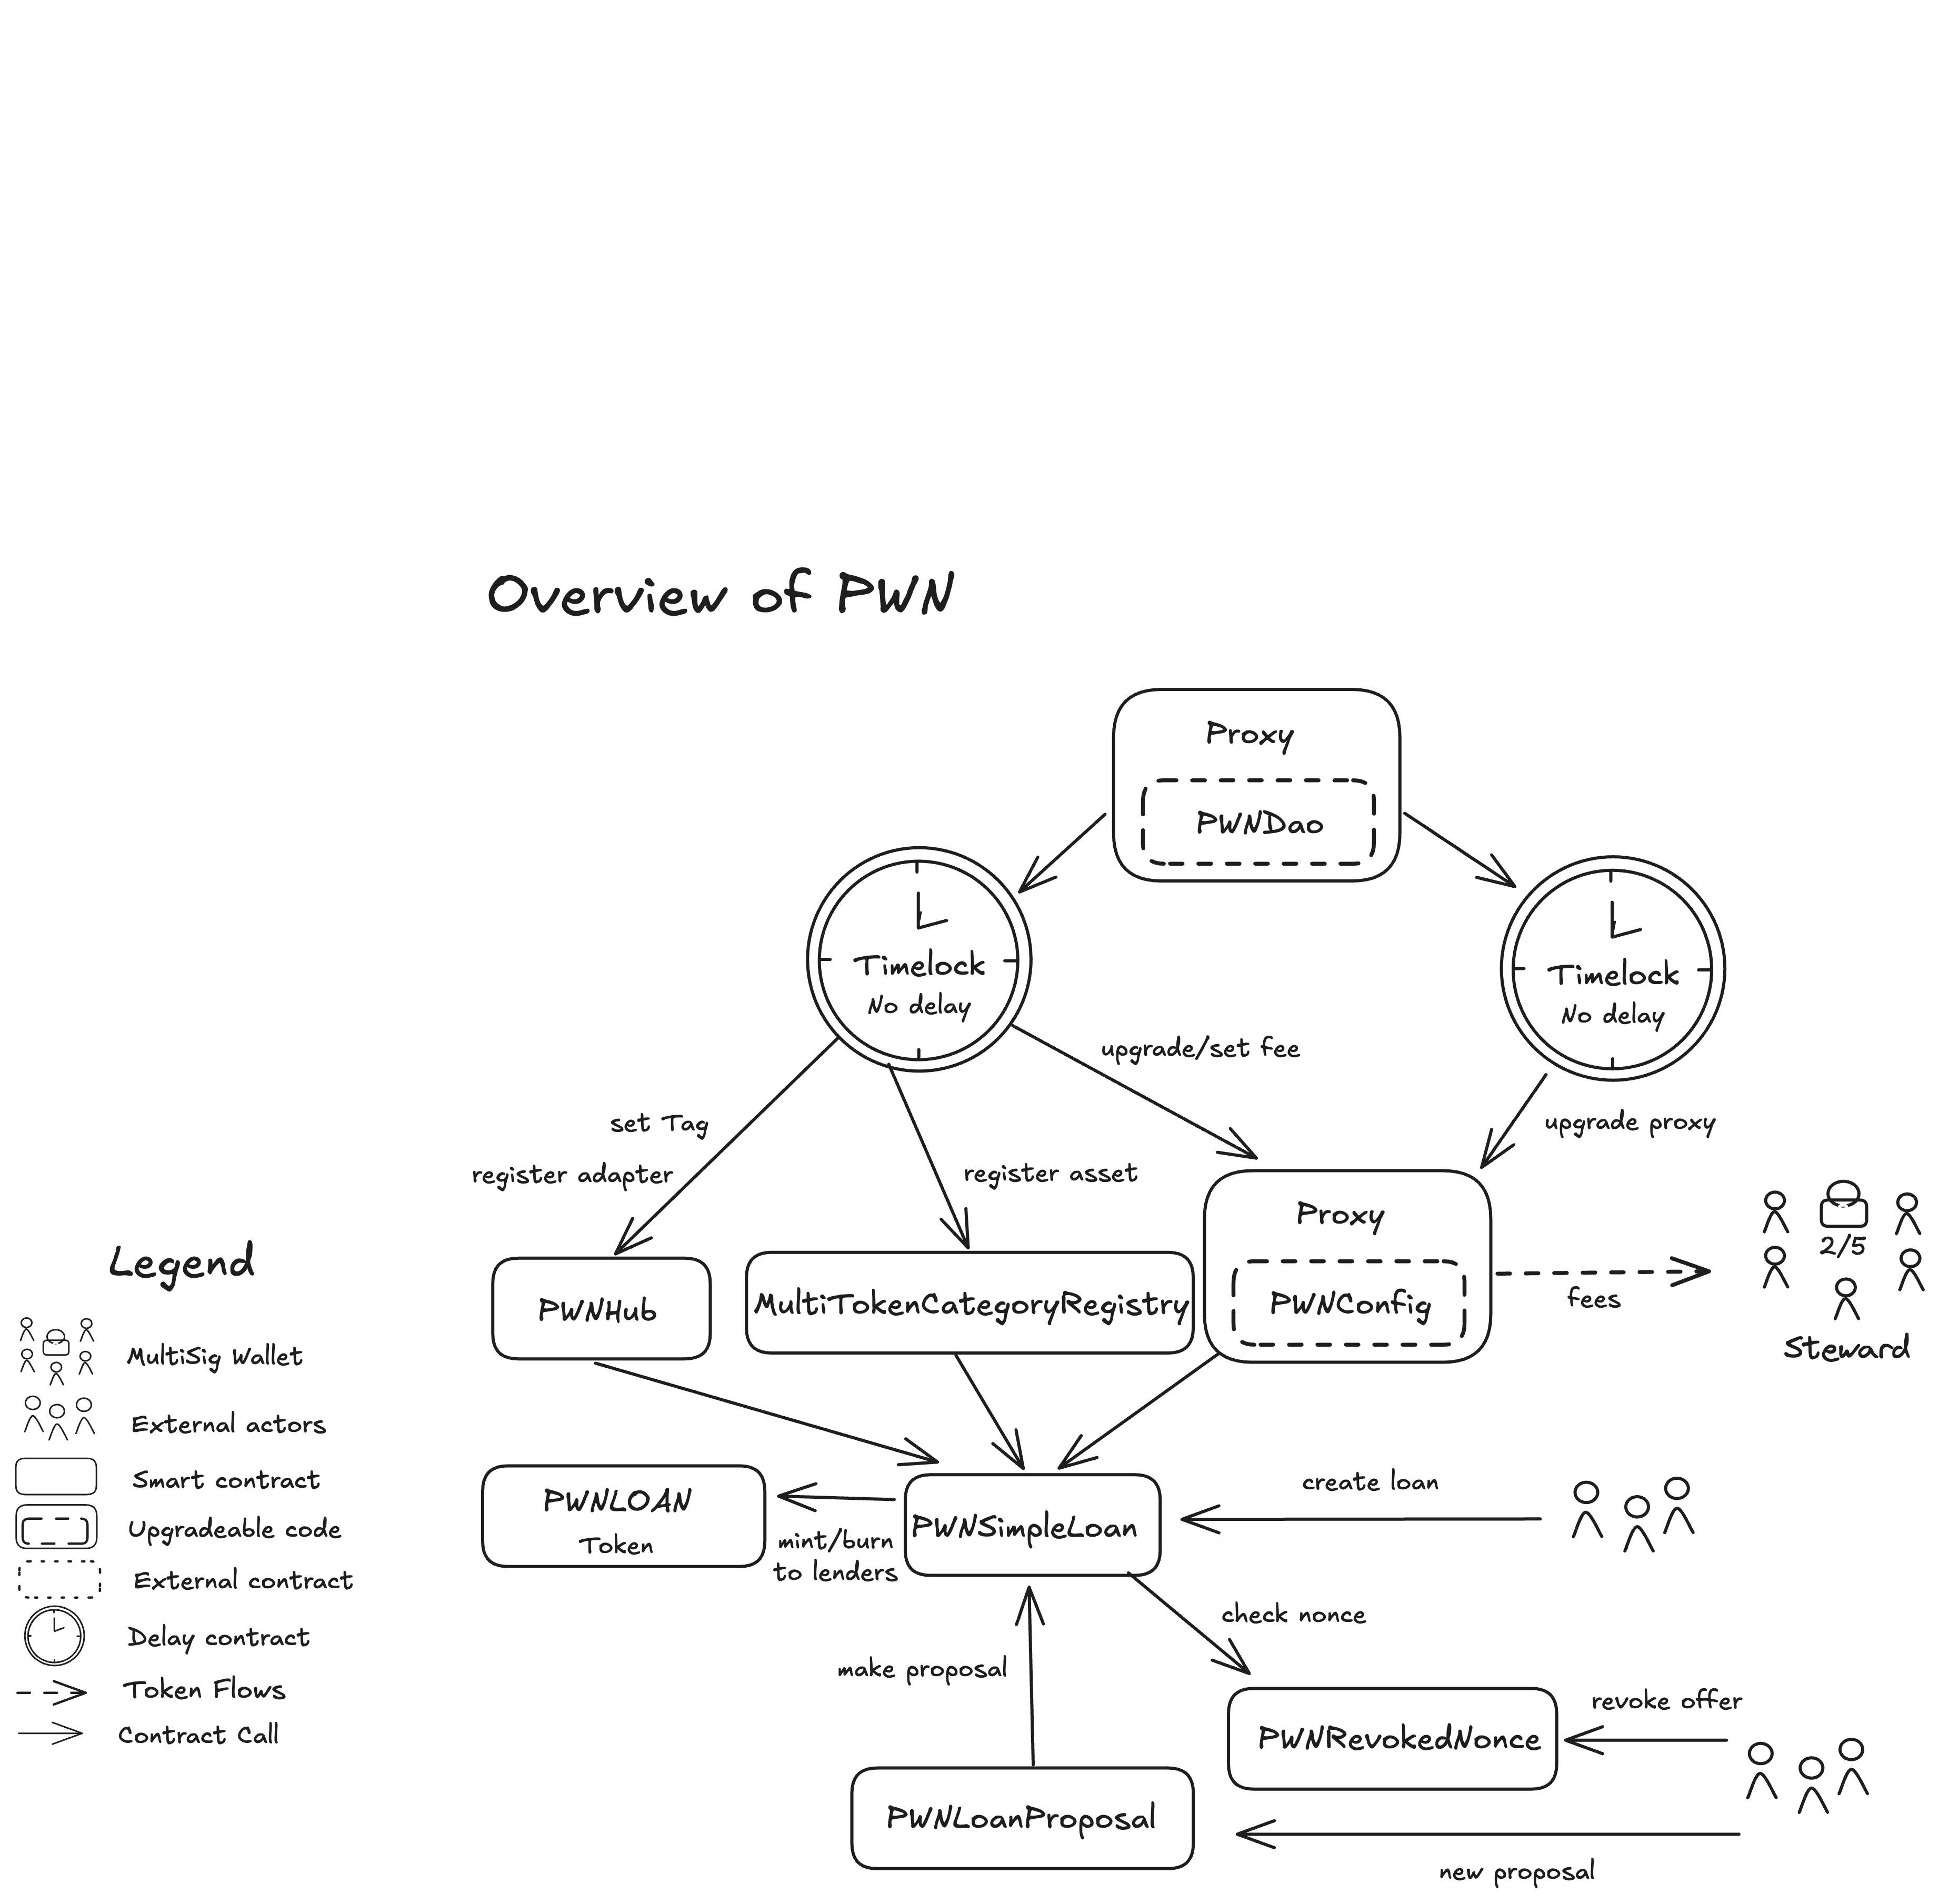 Overview of PWN
Proxy
PWNDao
Timelock
No delay
Timelock
No delay
upgrade/set fee
set Tag
register adapter
register asset
upgrade proxy
Proxy
PWNConfig
PWNHub
MultiTokenCategoryRegistry
fees
2/5
Steward
Legend
MultiSig Wallet
External actors
Smart contract
Upgradeable code
External contract
Delay contract
Token Flows
Contract Call
PWNLOAN
Token
mint/burn
to lenders
PWNSimpleLoan
create loan
check nonce
make proposal
PWNRevokedNonce
revoke offer
PWNLoanProposal
new proposal